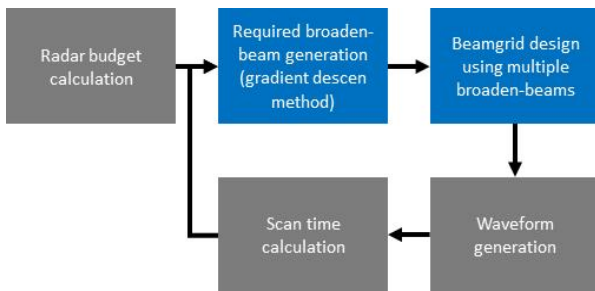 Radar budget
calculation
Required broaden-
beam generation
(gradient descen
method)
Beamgrid design
using multiple
broaden-beams
Scan time
calculation
Waveform
generation